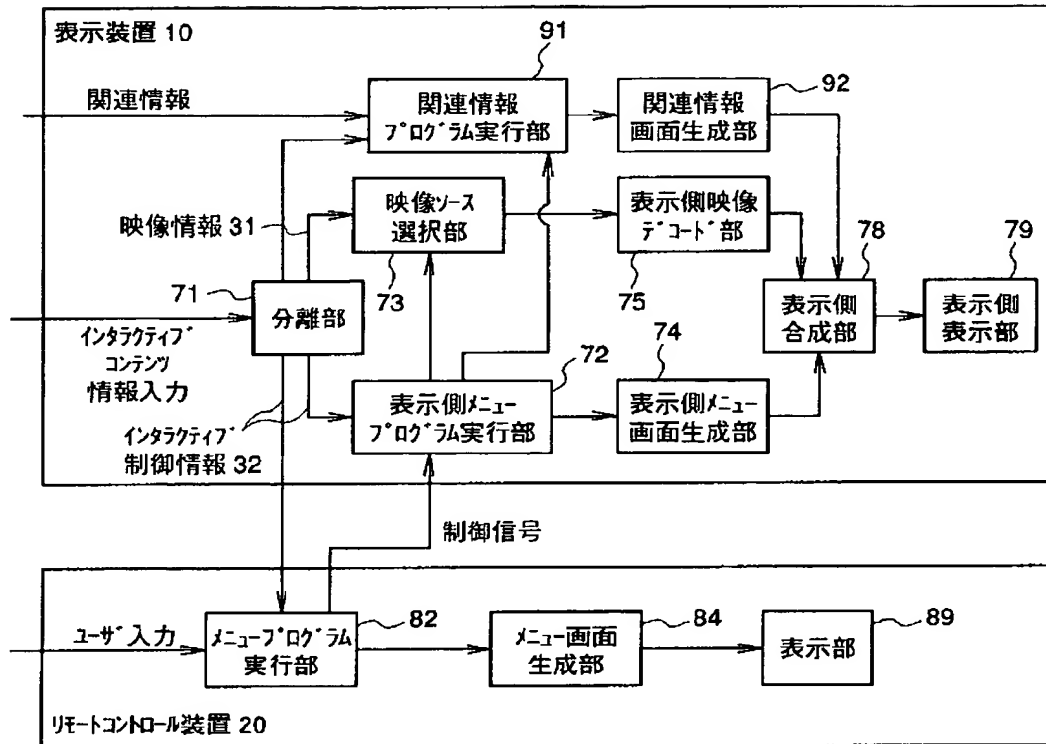 表示装置 10
91
関連情報
関連情報
プログラム実行部
92
関連情報
画面生成部
映像情報 31
映像ソース
選択部
73
表示側映像
デコード部
75
78
79
71
分離部
表示側
合成部
表示側
表示部
インタラクティブ
コンテンツ
情報入力
72
表示側メニュー
プログラム実行部
74
表示側メニュー
画面生成部
インタラクティブ
制御情報 32
制御信号
ユーザ入力
メニュープログラム
実行部
82
メニュー画面
生成部
84
表示部
89
リモートコントロール装置 20